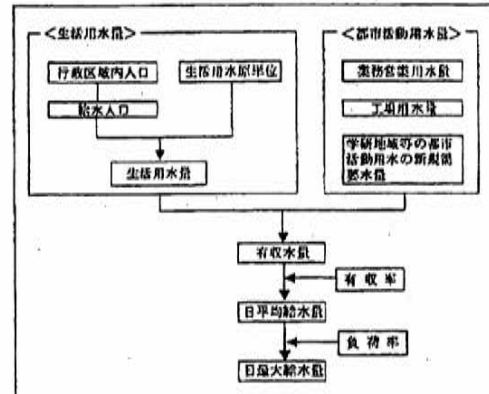 <生活用水量>
行政区域内人口
生活用水原単位
給水人口
生活用水量
<都市活動用水量>
業務営業用水量
工場用水量
学研地域等の都市
活動用水の新規需
要水量
有収水量
有収率
日平均給水量
負荷率
日最大給水量